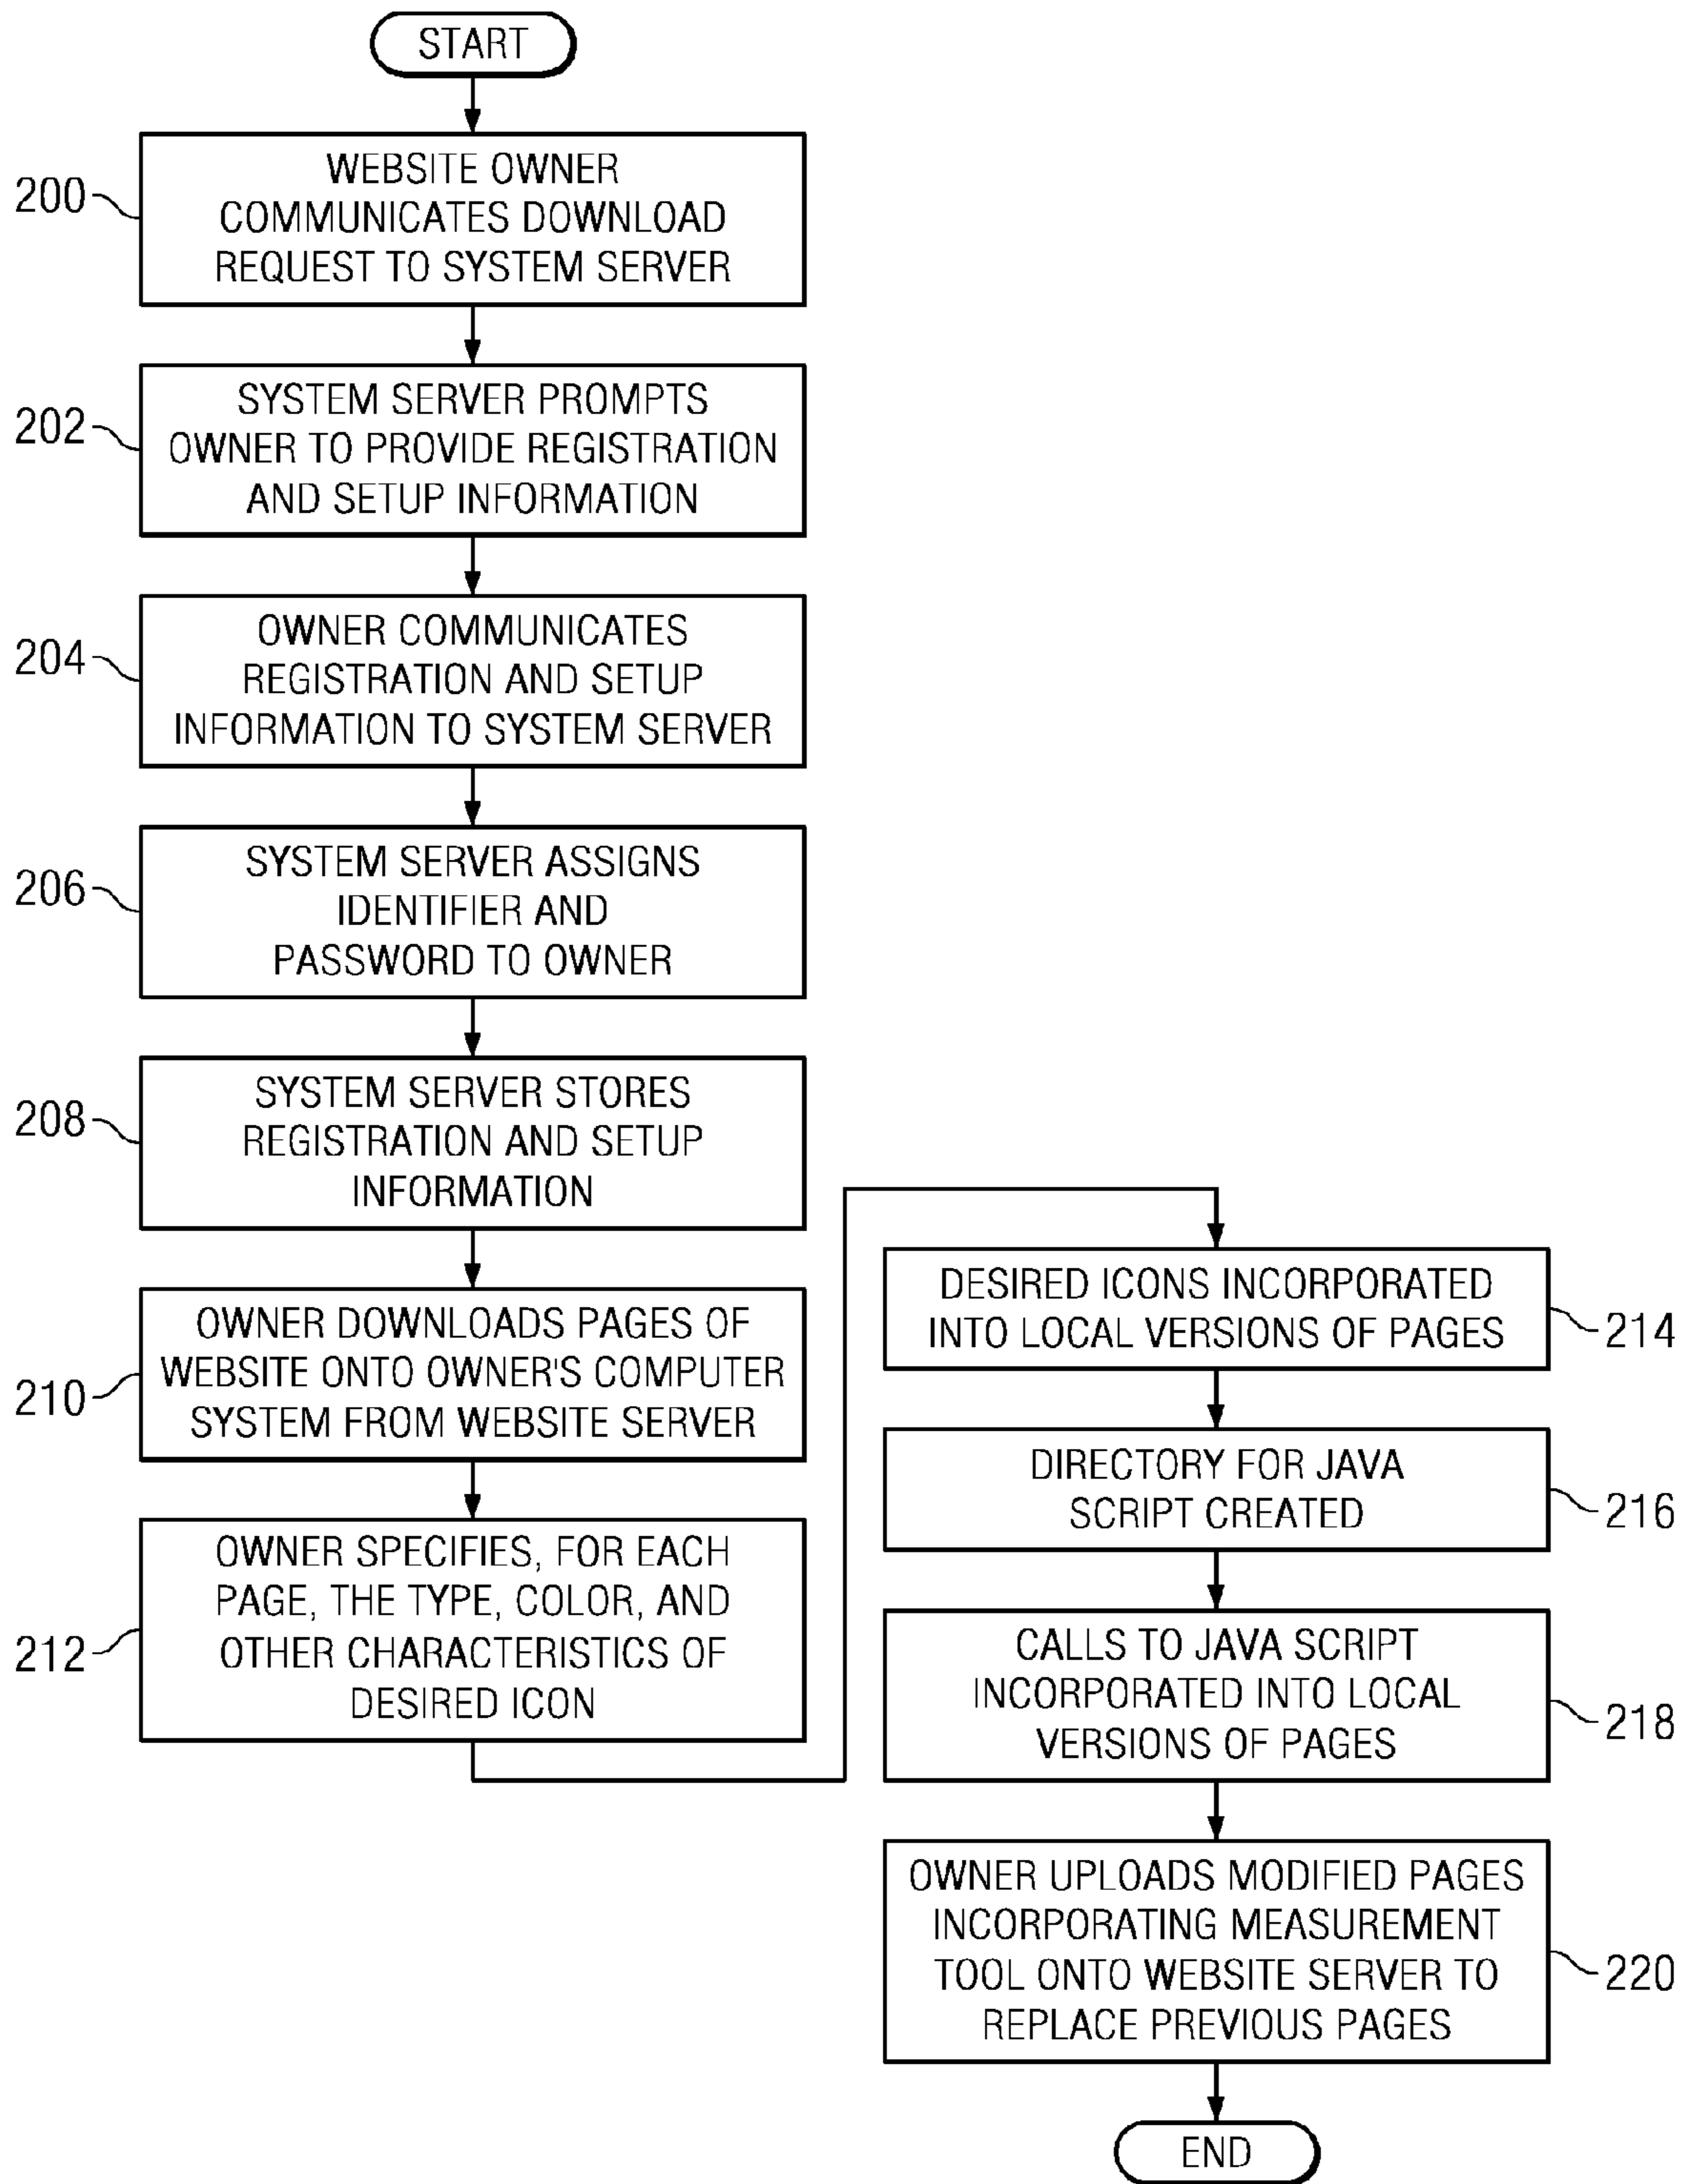 START
200
WEBSITE OWNER
COMMUNICATES DOWNLOAD
REQUEST TO SYSTEM SERVER
202
SYSTEM SERVER PROMPTS
OWNER TO PROVIDE REGISTRATION
AND SETUP INFORMATION
204
OWNER COMMUNICATES
REGISTRATION AND SETUP
INFORMATION TO SYSTEM SERVER
206
SYSTEM SERVER ASSIGNS
IDENTIFIER AND
PASSWORD TO OWNER
208
SYSTEM SERVER STORES
REGISTRATION AND SETUP
INFORMATION
210
OWNER DOWNLOADS PAGES OF
WEBSITE ONTO OWNER'S COMPUTER
SYSTEM FROM WEBSITE SERVER
212
OWNER SPECIFIES, FOR EACH
PAGE, THE TYPE, COLOR, AND
OTHER CHARACTERISTICS OF
DESIRED ICON
DESIRED ICONS INCORPORATED
INTO LOCAL VERSIONS OF PAGES
214
DIRECTORY FOR JAVA
SCRIPT CREATED
216
CALLS TO JAVA SCRIPT
INCORPORATED INTO LOCAL
VERSIONS OF PAGES
218
OWNER UPLOADS MODIFIED PAGES
INCORPORATING MEASUREMENT
TOOL ONTO WEBSITE SERVER TO
REPLACE PREVIOUS PAGES
220
END